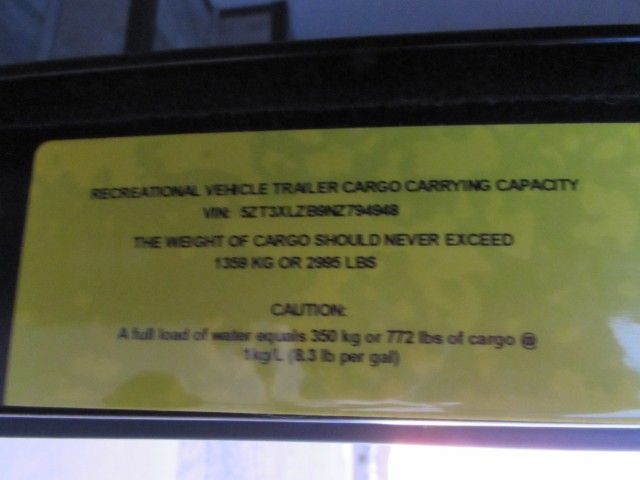 RECREATIONAL VEHICLE TRAILER CARGO CARRYING CAPACITY
VIN: 5ZT3XLZB9NZ794948
THE WEIGHT OF CARGO SHOULD NEVER EXCEED
1359 KG OR 2995 LBS
CAUTION:
A full load of water equals 350 kg or 772 lbs of cargo @
1kg/L (8.3 lb per gal)